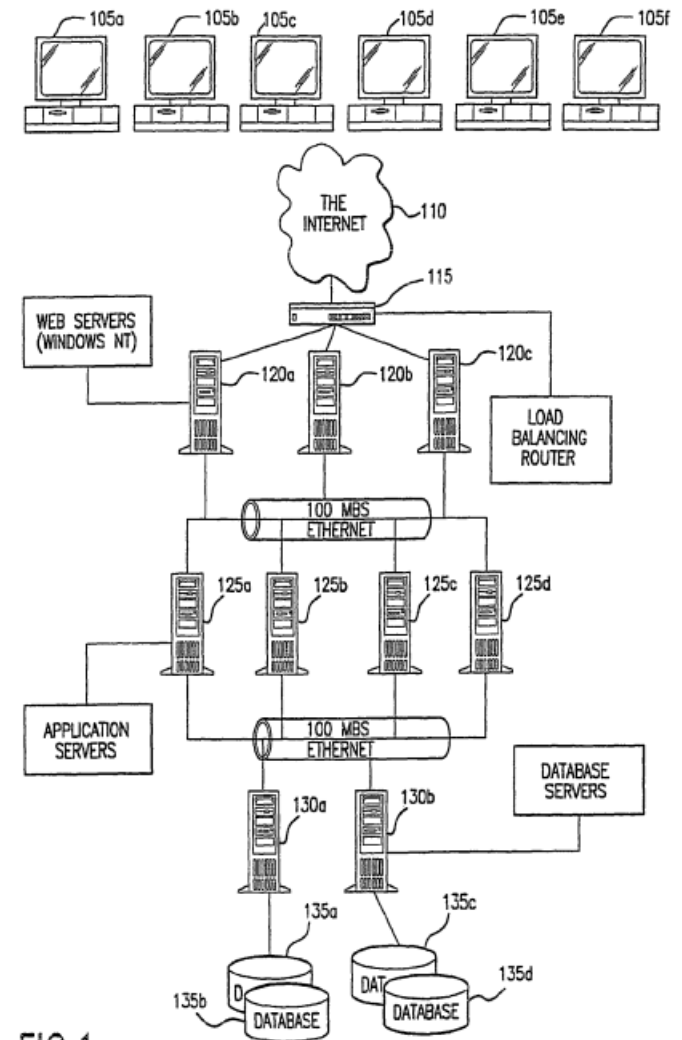 105a
105b
105c
105d
105e
105f
THE
INTERNET
110
115
WEB SERVERS
(WINDOWS NT)
120a
120b
120c
LOAD
BALANCING
ROUTER
100 MBS
ETHERNET
125a
125b
125c
125d
APPLICATION
SERVERS
100 MBS
ETHERNET
DATABASE
SERVERS
130a
130b
135a
135c
D
DAT
135b
DATABASE
DATABASE
135d